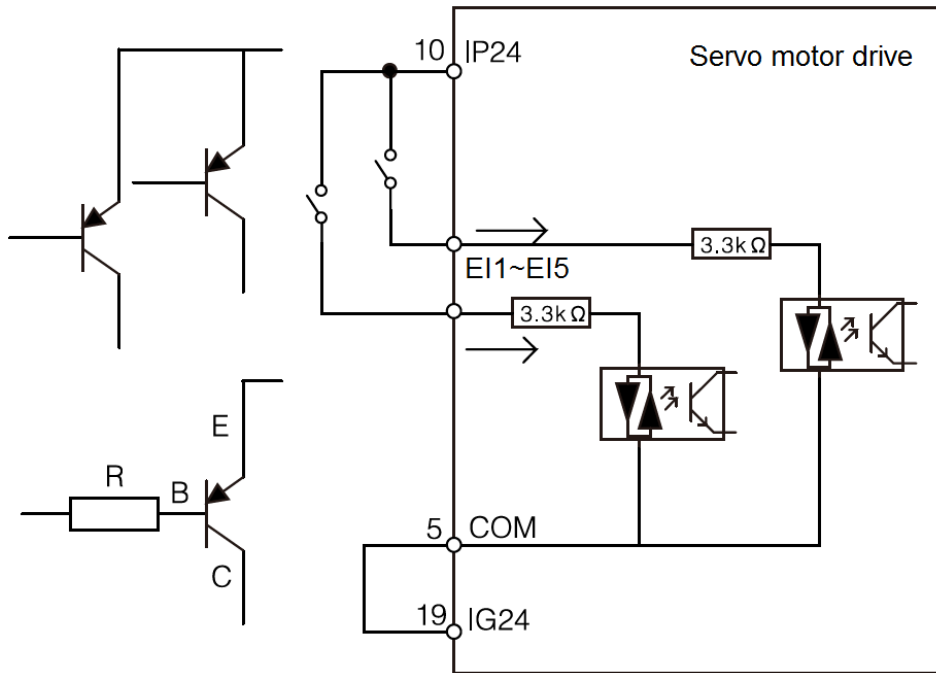 10 IP24
Servo motor drive
3.3kΩ
EI1~EI5
3.3kΩ
E
R
B
C
5 COM
19 IG24